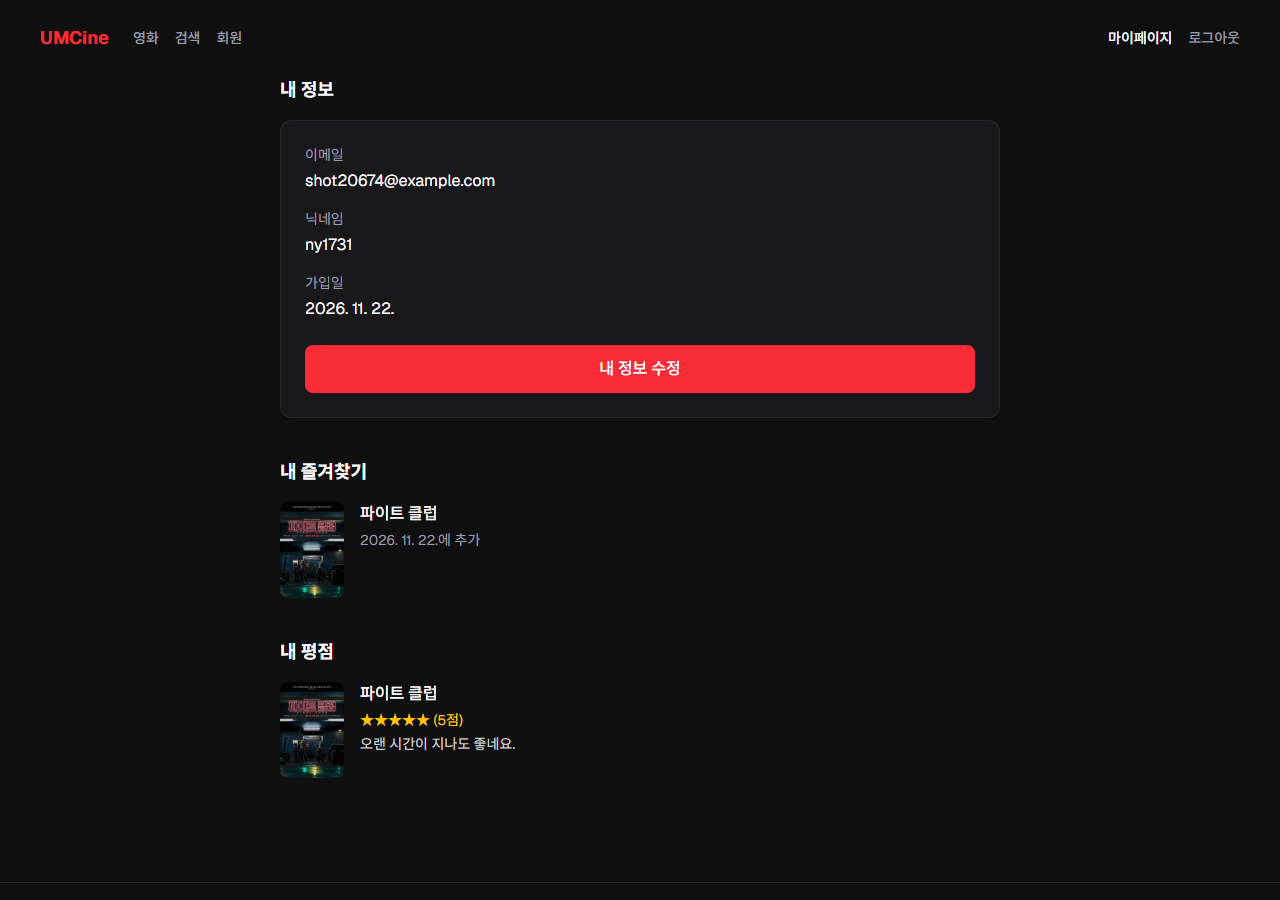 UMCine 영화 검색 회원 마이페이지 로그아웃
내 정보
이메일
shot20674@example.com
닉네임
ny1731
가입일
2026. 11. 22.
내 정보 수정
내 즐겨찾기
파이트 클럽
2026. 11. 22.에 추가
내 평점
파이트 클럽
★★★★★ (5점)
오랜 시간이 지나도 좋네요.